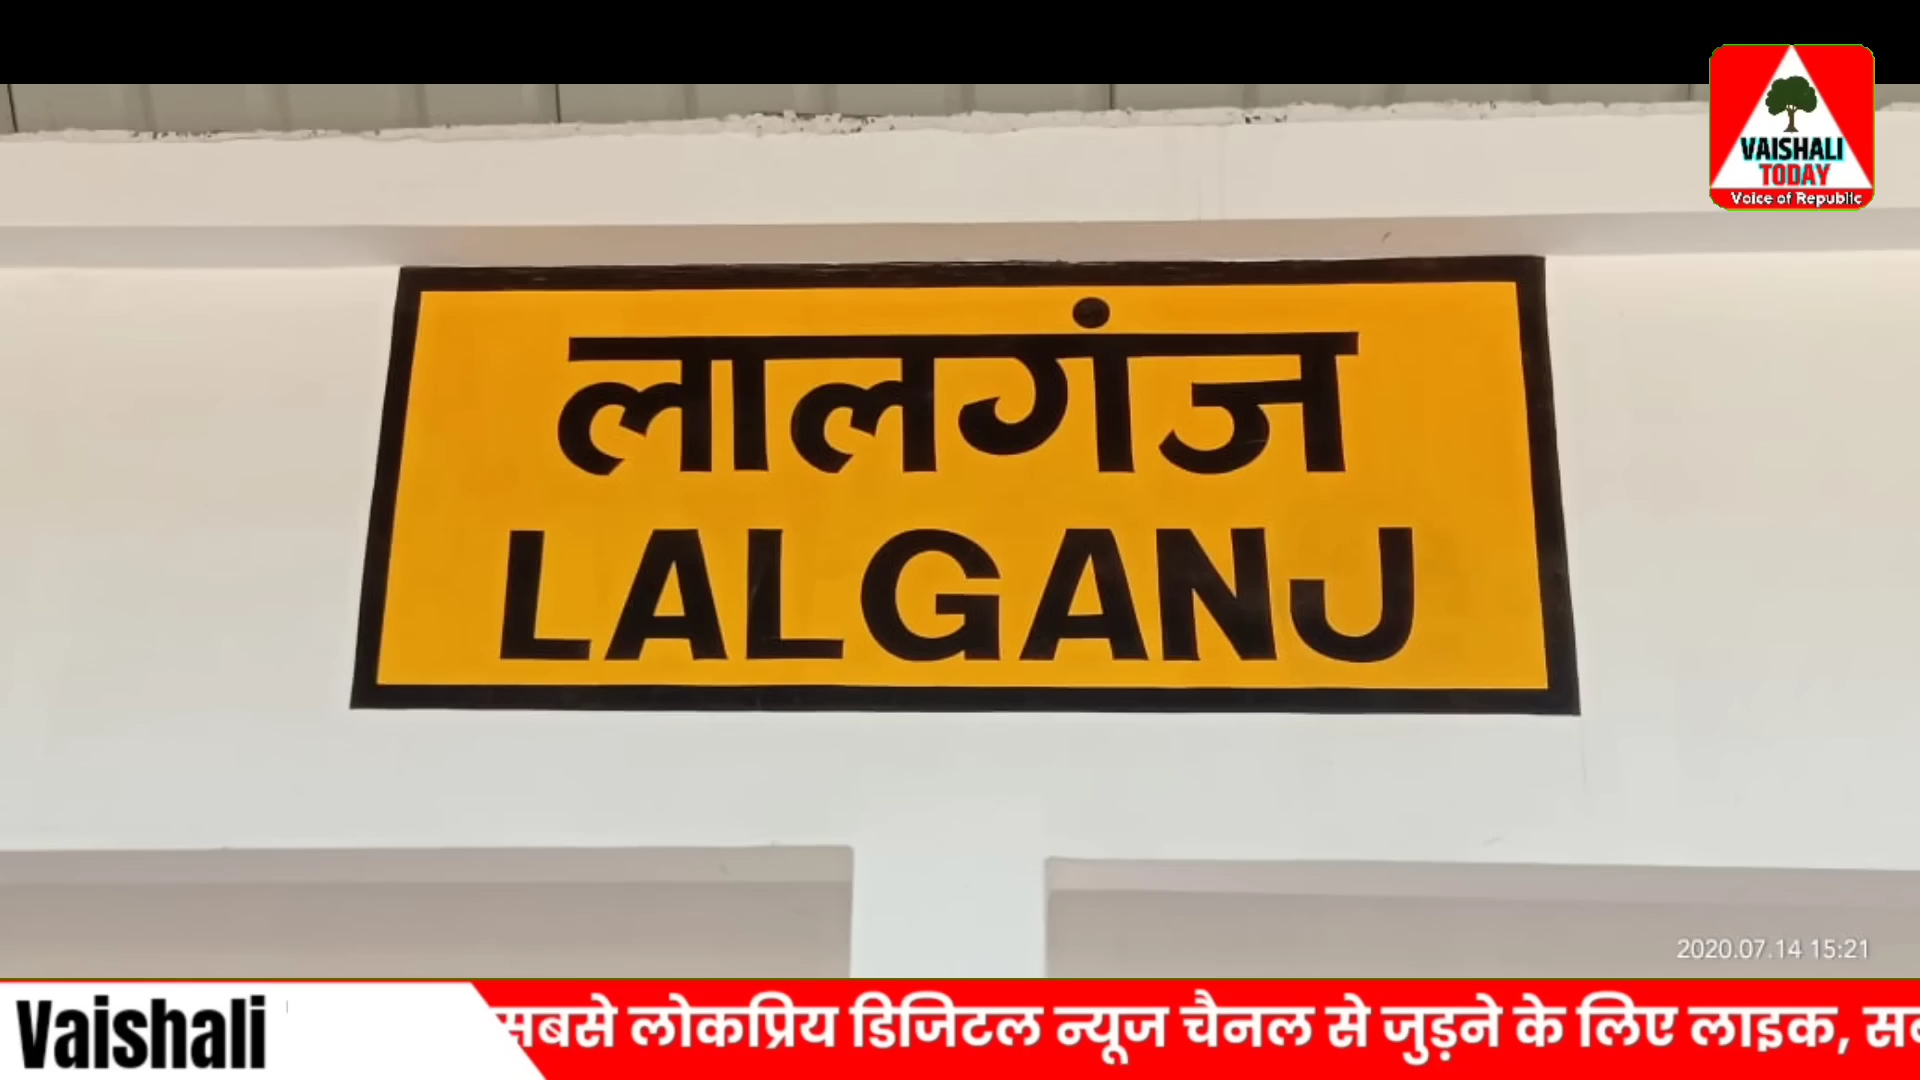 VAISHALI
TODAY
Voice of Republic
लालगंज
LALGANJ
2020.07.14 15:21
Vaishali
सबसे लोकप्रिय डिजिटल न्यूज चैनल से जुड़ने के लिए लाइक,